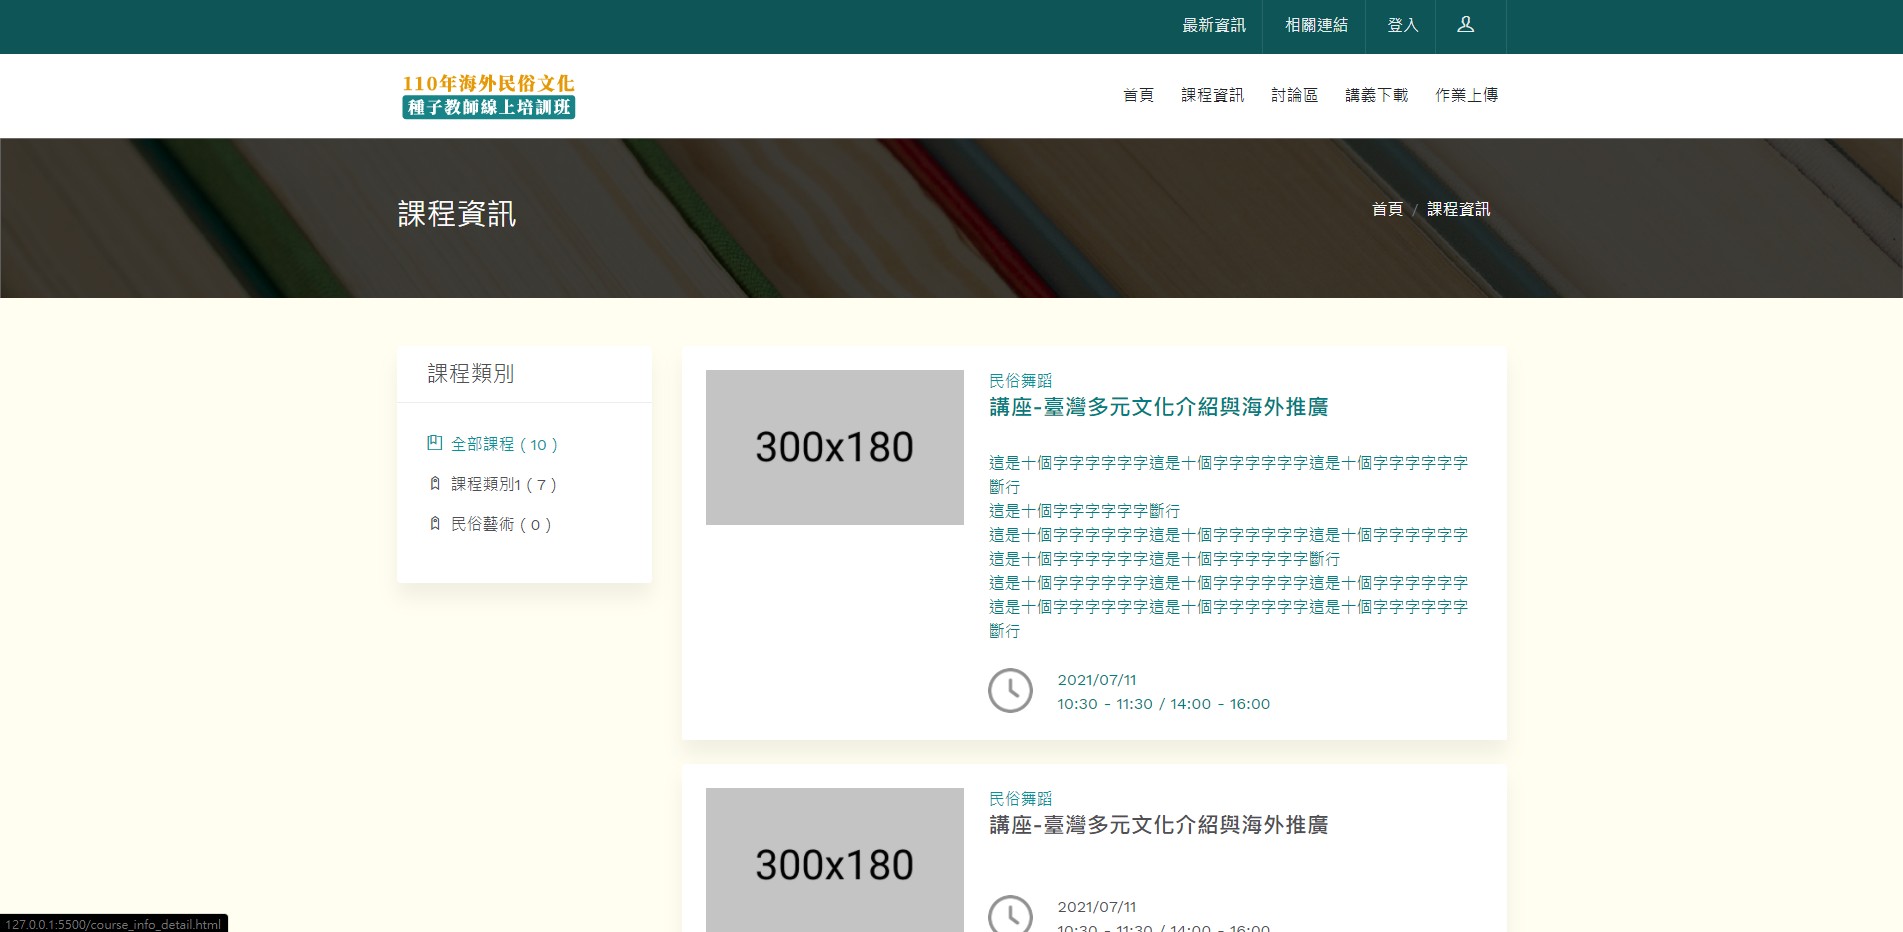 最新資訊 相關連結 登入
110年海外民俗文化
種子教師線上培訓班
首頁 課程資訊 討論區 講義下載 作業上傳
課程資訊
首頁 / 課程資訊
課程類別
全部課程 ( 10 )
課程類別1 ( 7 )
民俗藝術 ( 0 )
300x180
民俗舞蹈
講座-臺灣多元文化介紹與海外推廣
這是十個字字字字字字這是十個字字字字字字這是十個字字字字字字
斷行
這是十個字字字字字字斷行
這是十個字字字字字字這是十個字字字字字字這是十個字字字字字字
這是十個字字字字字字這是十個字字字字字字斷行
這是十個字字字字字字這是十個字字字字字字這是十個字字字字字字
這是十個字字字字字字這是十個字字字字字字這是十個字字字字字字
斷行
2021/07/11
10:30 - 11:30 / 14:00 - 16:00
300x180
民俗舞蹈
講座-臺灣多元文化介紹與海外推廣
2021/07/11
10:30 - 11:30 / 14:00 - 16:00
127.0.0.1:5500/course_info_detail.html